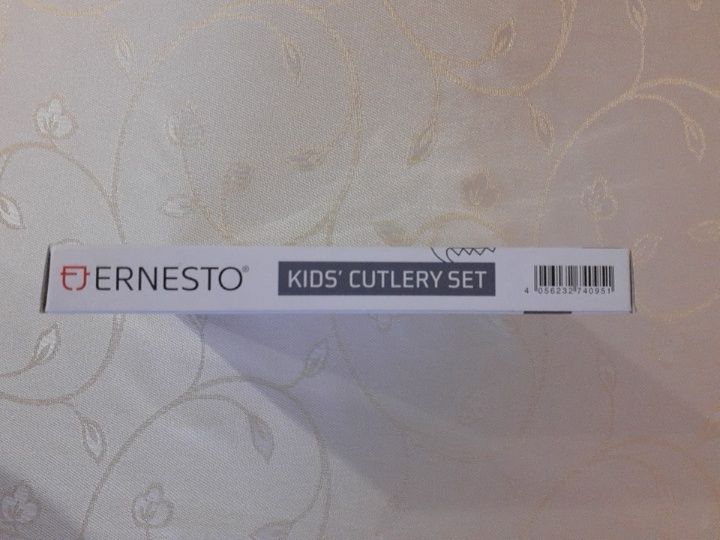 ERNESTO®
KIDS' CUTLERY SET
4 056232 740951